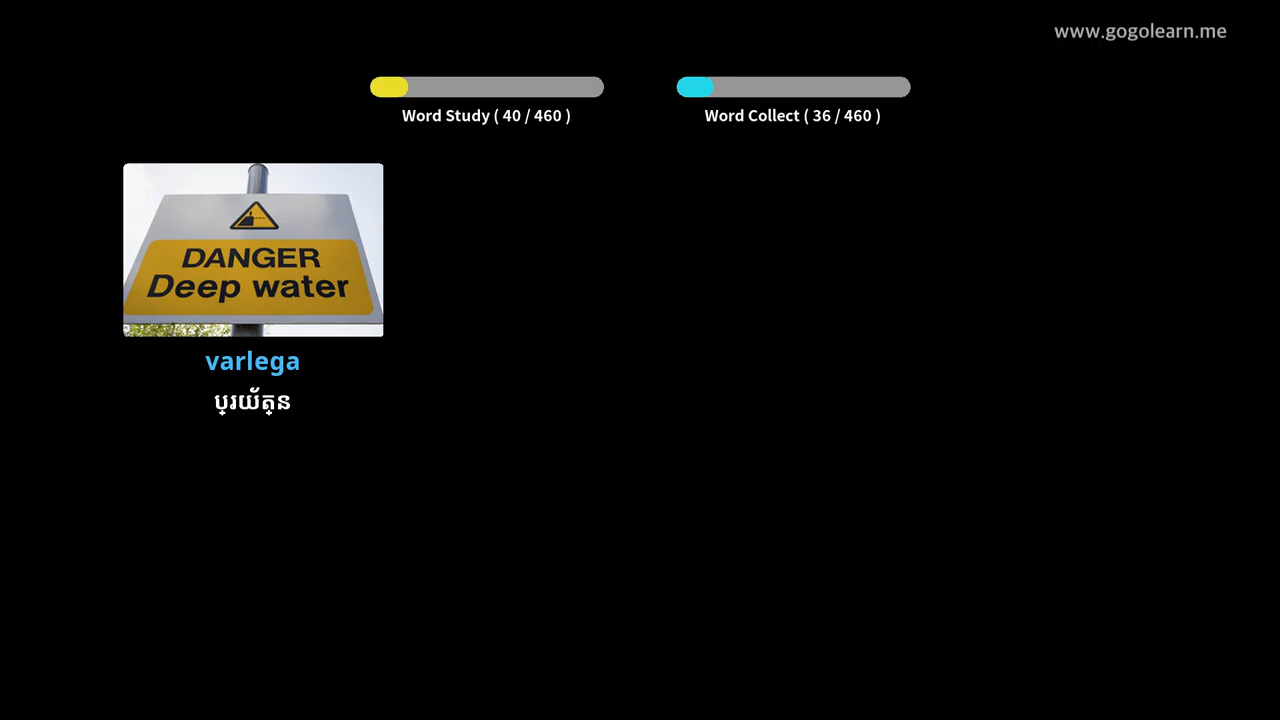 www.gogolearn.me
Word Study ( 40 / 460 )
Word Collect ( 36 / 460 )
DANGER
Deep water
varlega
ប្រយ័ត្ន